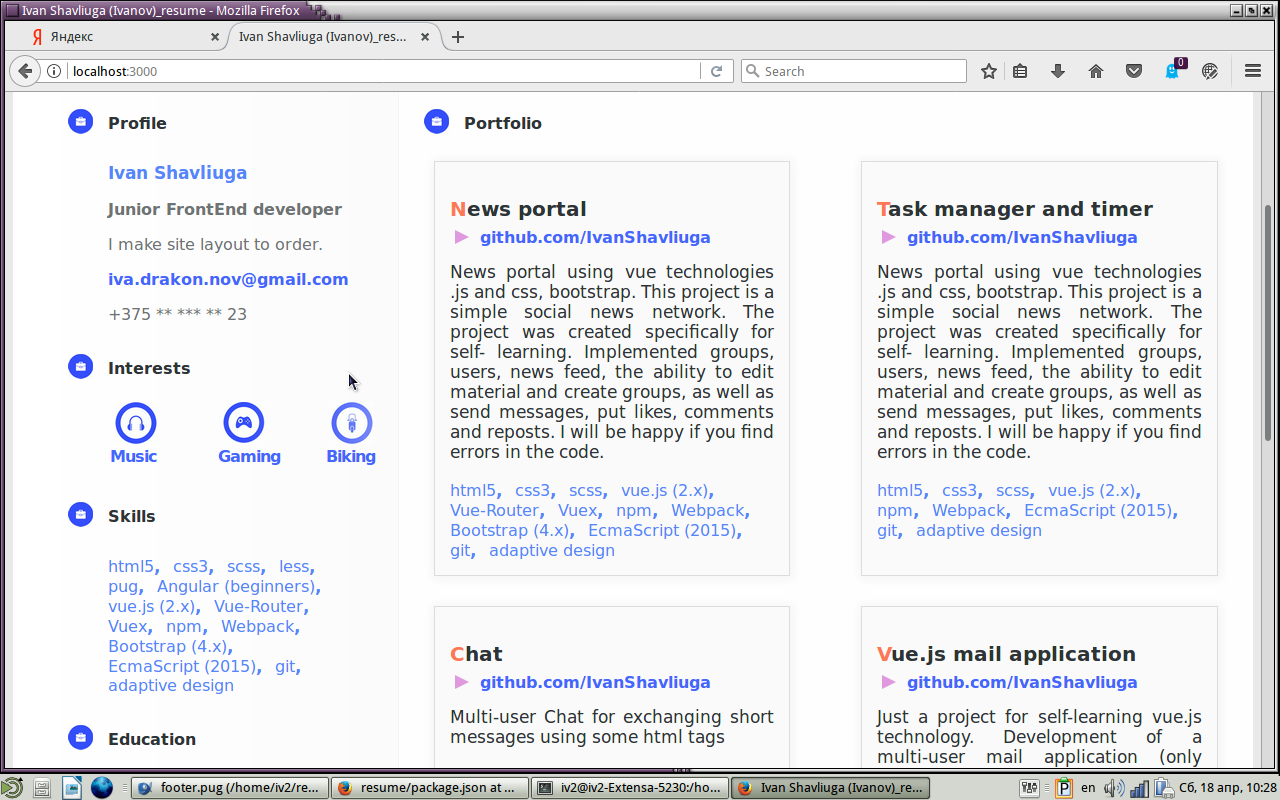 Ivan Shavliuga (Ivanov)_resume - Mozilla Firefox
Яндекс
Ivan Shavliuga (Ivanov)_res...
localhost:3000
Search
0
Profile
Ivan Shavliuga
Junior FrontEnd developer
I make site layout to order.
iva.drakon.nov@gmail.com
+375 ** *** ** 23
Interests
Music Gaming Biking
Skills
html5, css3, scss, less,
pug, Angular (beginners),
vue.js (2.x), Vue-Router,
Vuex, npm, Webpack,
Bootstrap (4.x),
EcmaScript (2015), git,
adaptive design
Education
Portfolio
News portal
github.com/IvanShavliuga
News portal using vue technologies
.js and css, bootstrap. This project is a
simple social news network. The
project was created specifically for
self- learning. Implemented groups,
users, news feed, the ability to edit
material and create groups, as well as
send messages, put likes, comments
and reposts. I will be happy if you find
errors in the code.
html5, css3, scss, vue.js (2.x),
Vue-Router, Vuex, npm, Webpack,
Bootstrap (4.x), EcmaScript (2015),
git, adaptive design
Task manager and timer
github.com/IvanShavliuga
News portal using vue technologies
.js and css, bootstrap. This project is a
simple social news network. The
project was created specifically for
self- learning. Implemented groups,
users, news feed, the ability to edit
material and create groups, as well as
send messages, put likes, comments
and reposts. I will be happy if you find
errors in the code.
html5, css3, scss, vue.js (2.x),
npm, Webpack, EcmaScript (2015),
git, adaptive design
Chat
github.com/IvanShavliuga
Multi-user Chat for exchanging short
messages using some html tags
Vue.js mail application
github.com/IvanShavliuga
Just a project for self-learning vue.js
technology. Development of a
multi-user mail application (only
footer.pug (/home/iv2/re...
resume/package.json at ...
iv2@iv2-Extensa-5230:/ho...
Ivan Shavliuga (Ivanov)_re...
en
Сб, 18 апр, 10:28